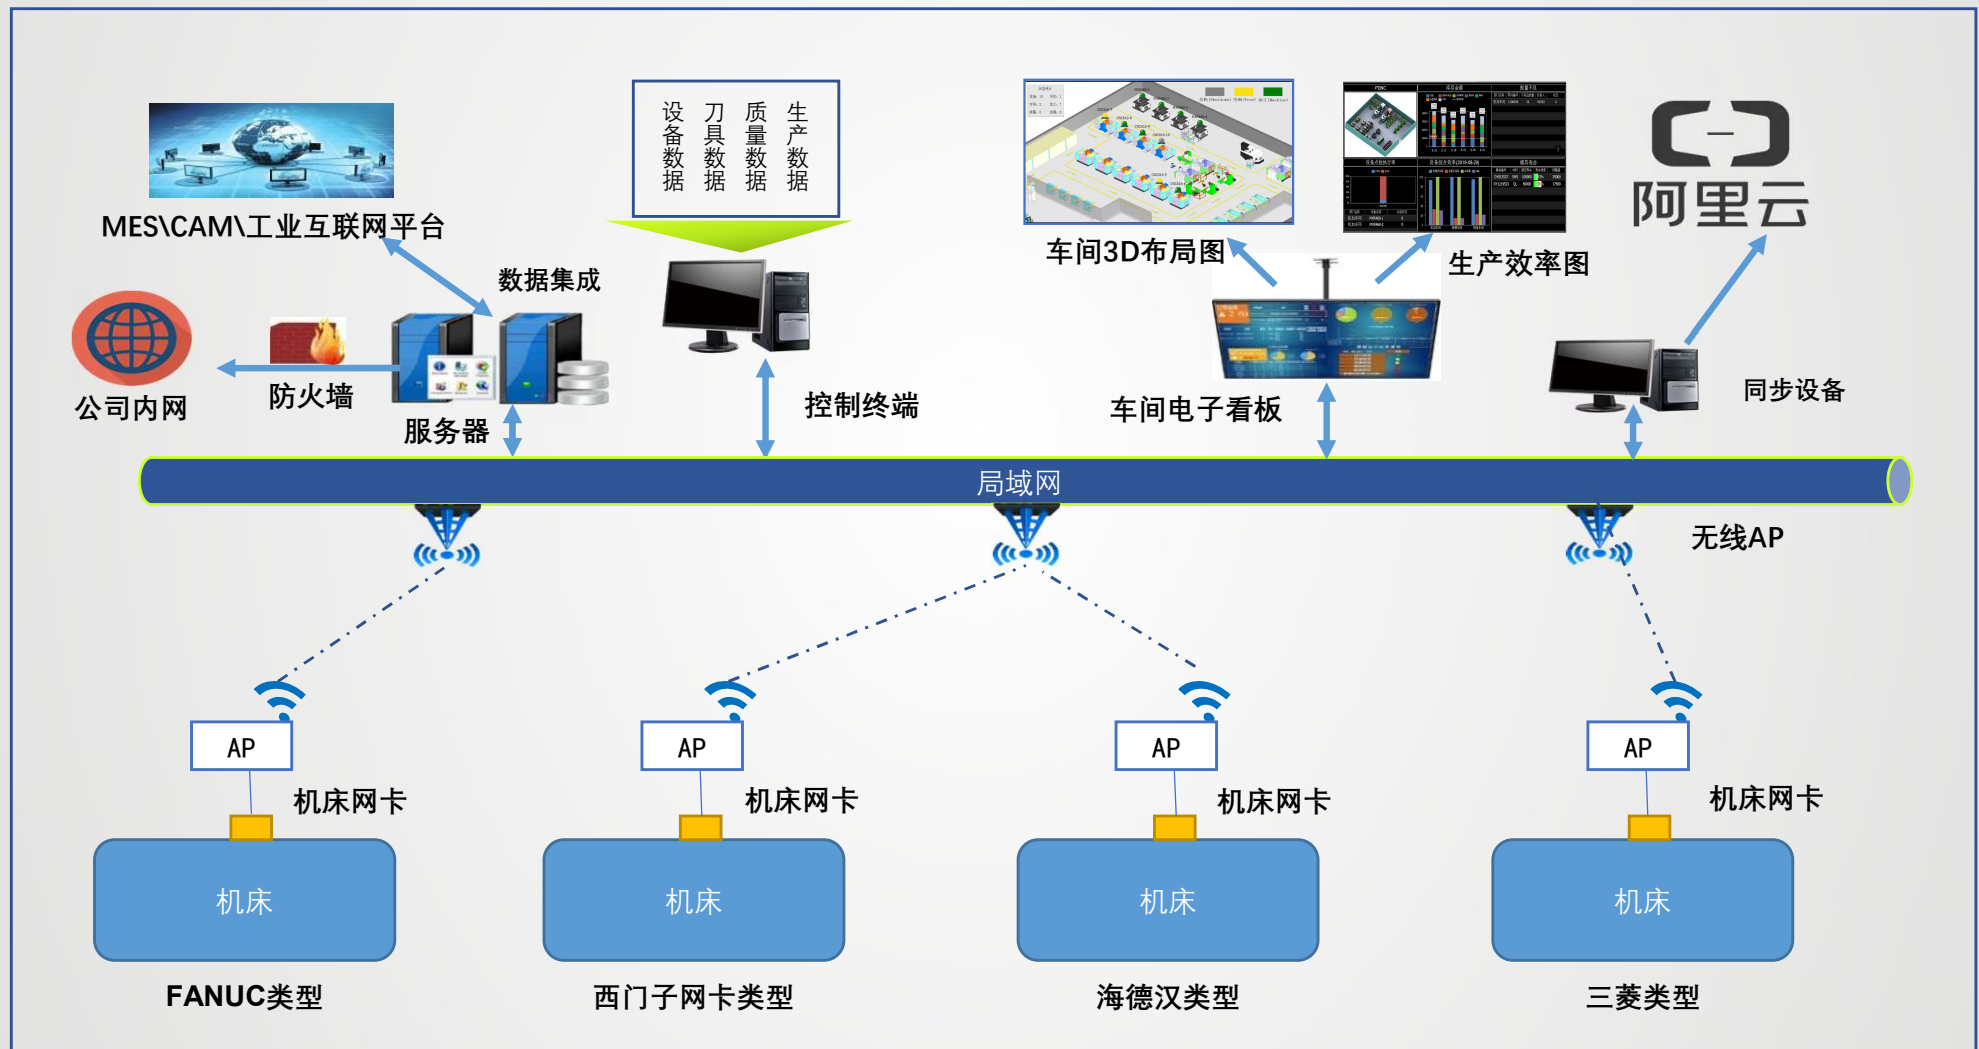 设备数据
刀具数据
质量数据
生产数据
PDNC
阿里云
MES\CAM\工业互联网平台
车间3D布局图
生产效率图
数据集成
公司内网
防火墙
服务器
控制终端
车间电子看板
同步设备
局域网
无线AP
AP
AP
AP
AP
机床网卡
机床网卡
机床网卡
机床网卡
机床
机床
机床
机床
FANUC类型
西门子网卡类型
海德汉类型
三菱类型